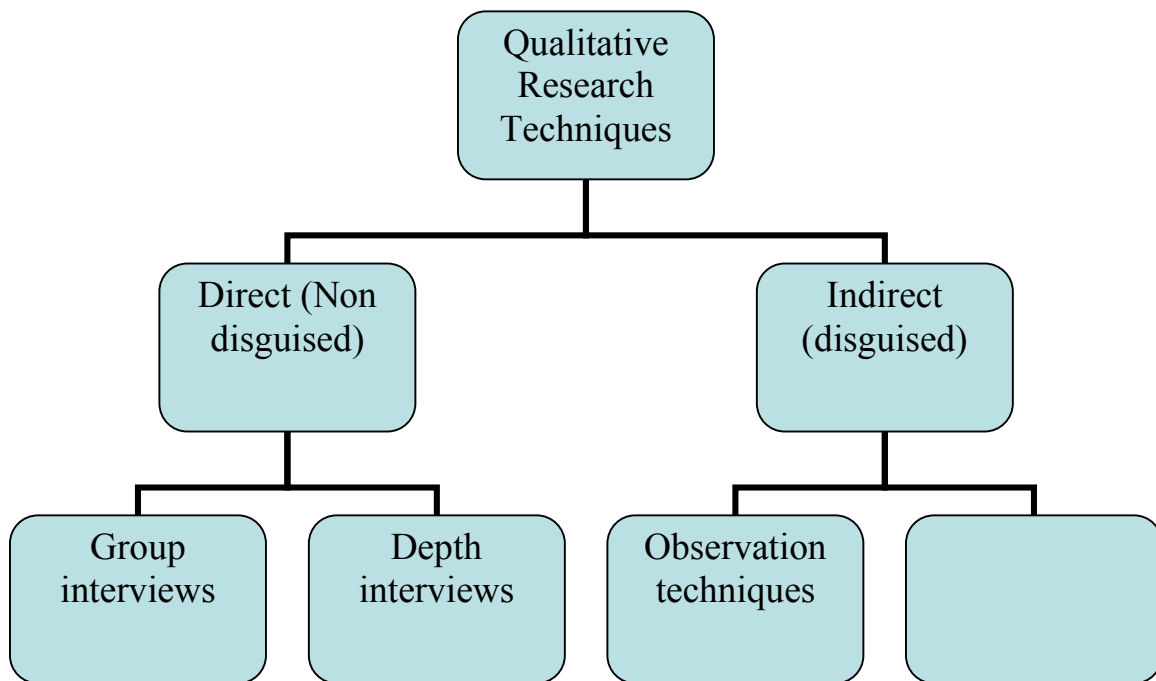 Qualitative
Research
Techniques
Direct (Non
disguised)
Indirect
(disguised)
Group
interviews
Depth
interviews
Observation
techniques